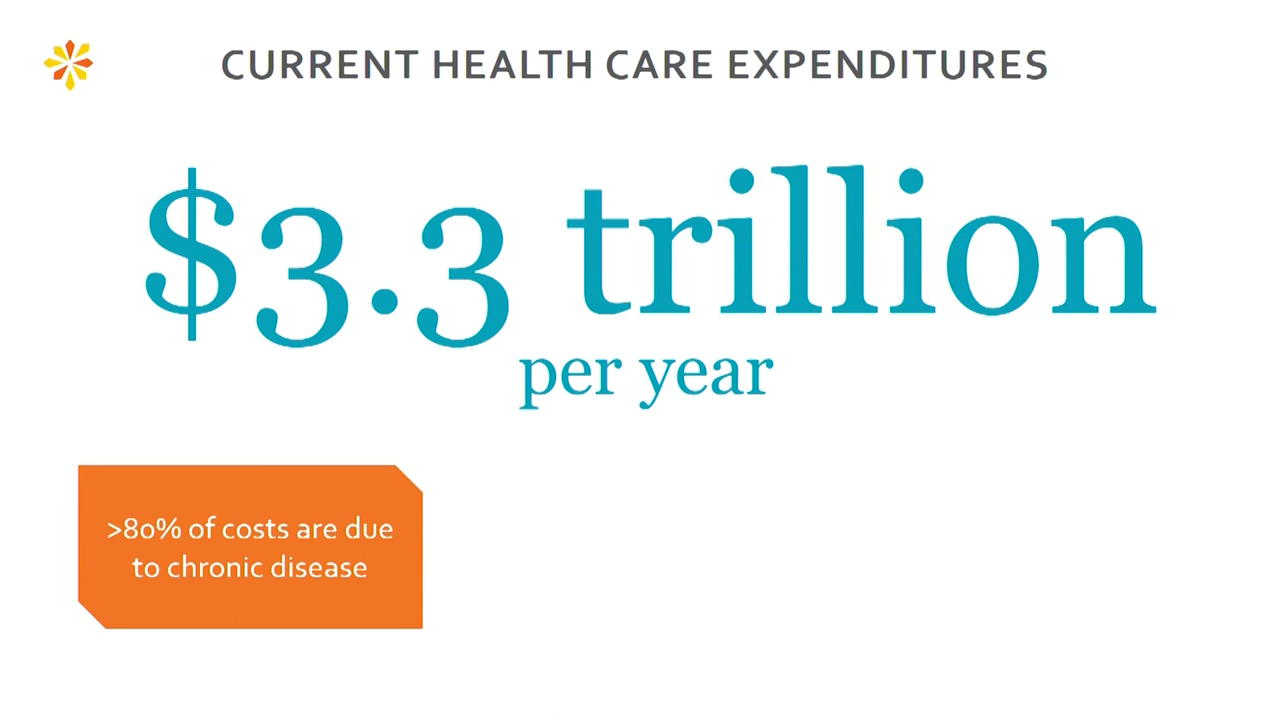 CURRENT HEALTH CARE EXPENDITURES
$3.3 trillion
per year
>80% of costs are due
to chronic disease